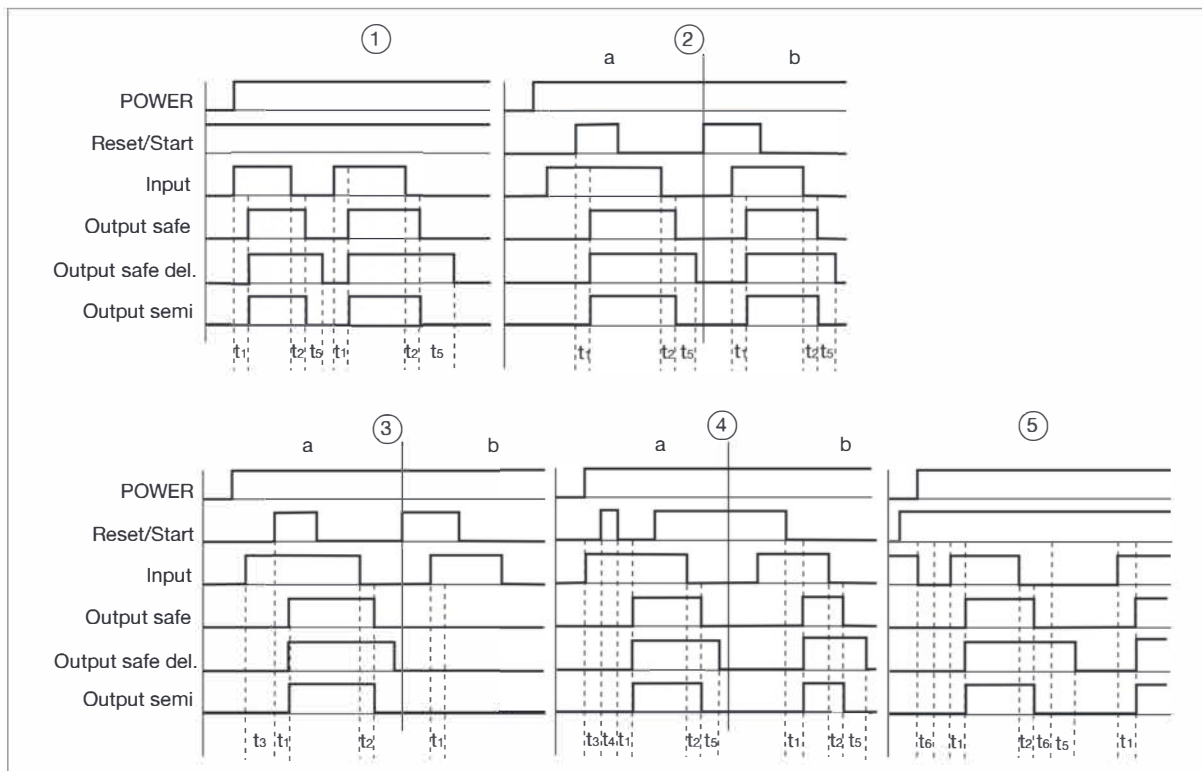 ① ②
a b
POWER
Reset/Start
Input
Output safe
Output safe del.
Output semi
t1 t2 t5 t1 t2 t5 t1 t2 t5 t1 t2 t5
③ ④ ⑤
a b a b
POWER
Reset/Start
Input
Output safe
Output safe del.
Output semi
t3 t1 t2 t1 t3 t4 t1 t2 t5 t1 t2 t5 t6 t1 t2 t6 t5 t1